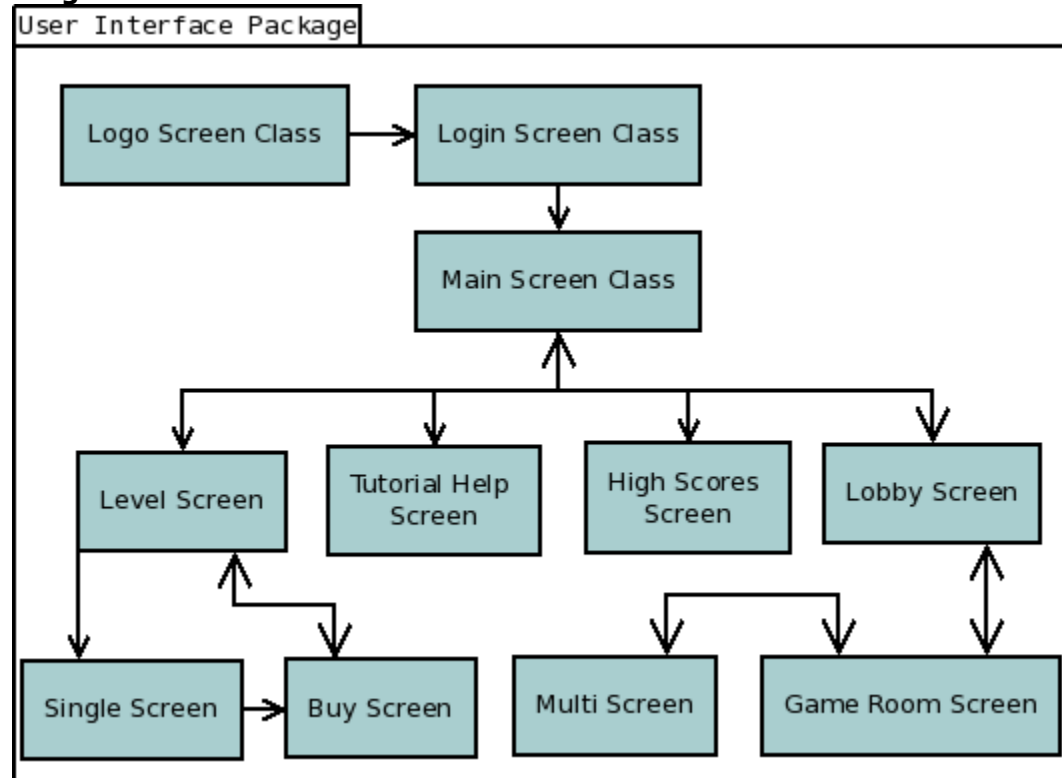 User Interface Package
Logo Screen Class
Login Screen Class
Main Screen Class
Level Screen
Tutorial Help
Screen
High Scores
Screen
Lobby Screen
Single Screen
Buy Screen
Multi Screen
Game Room Screen